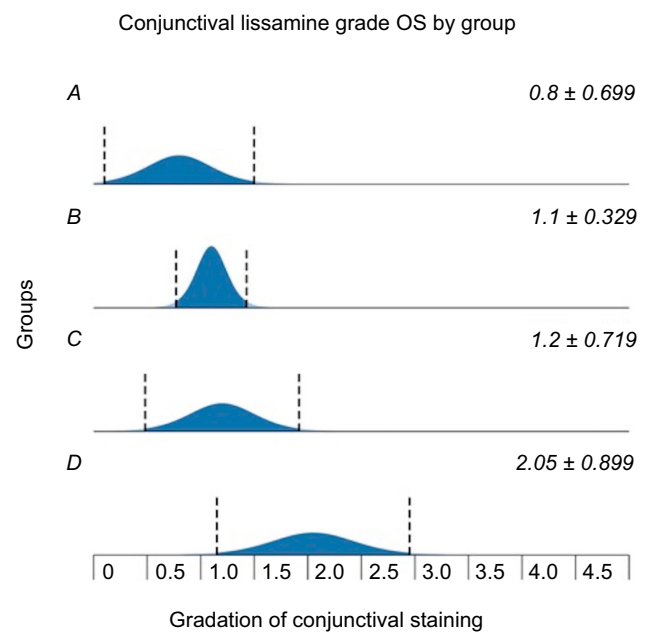 Conjunctival lissamine grade OS by group
A 0.8 ± 0.699
B 1.1 ± 0.329
Groups
C 1.2 ± 0.719
D 2.05 ± 0.899
0 0.5 1.0 1.5 2.0 2.5 3.0 3.5 4.0 4.5
Gradation of conjunctival staining